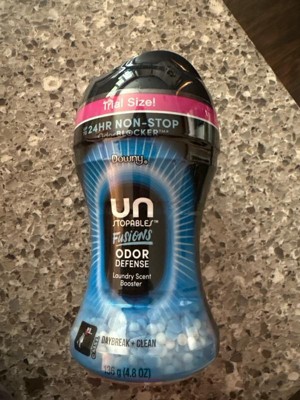 Trial Size!
24HR NON-STOP
BLOCKER
Downy
UN
STOPABLES™
FUSIONS
ODOR
DEFENSE
Laundry Scent
Booster
DAYBREAK + CLEAN
136 g (4.8 OZ)